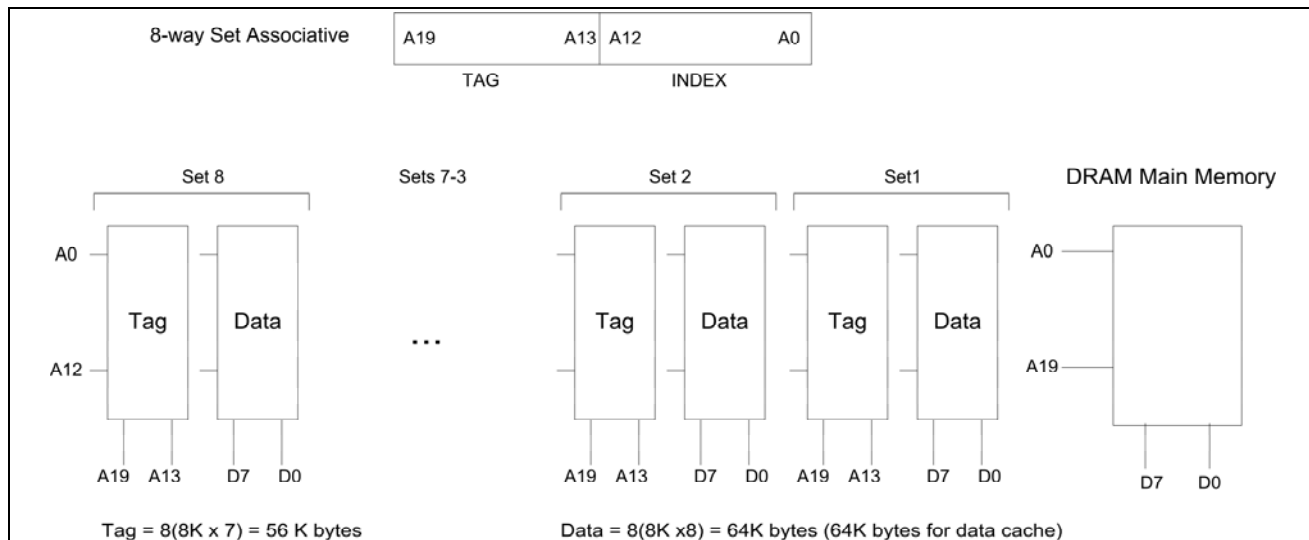 8-way Set Associative
A19 A13 A12 A0
TAG INDEX
Set 8 Sets 7-3 Set 2 Set1 DRAM Main Memory
A0 A0
Tag Data ... Tag Data Tag Data
A12 A19
A19 A13 D7 D0 A19 A13 D7 D0 A19 A13 D7 D0 D7 D0
Tag = 8(8K x 7) = 56 K bytes Data = 8(8K x8) = 64K bytes (64K bytes for data cache)